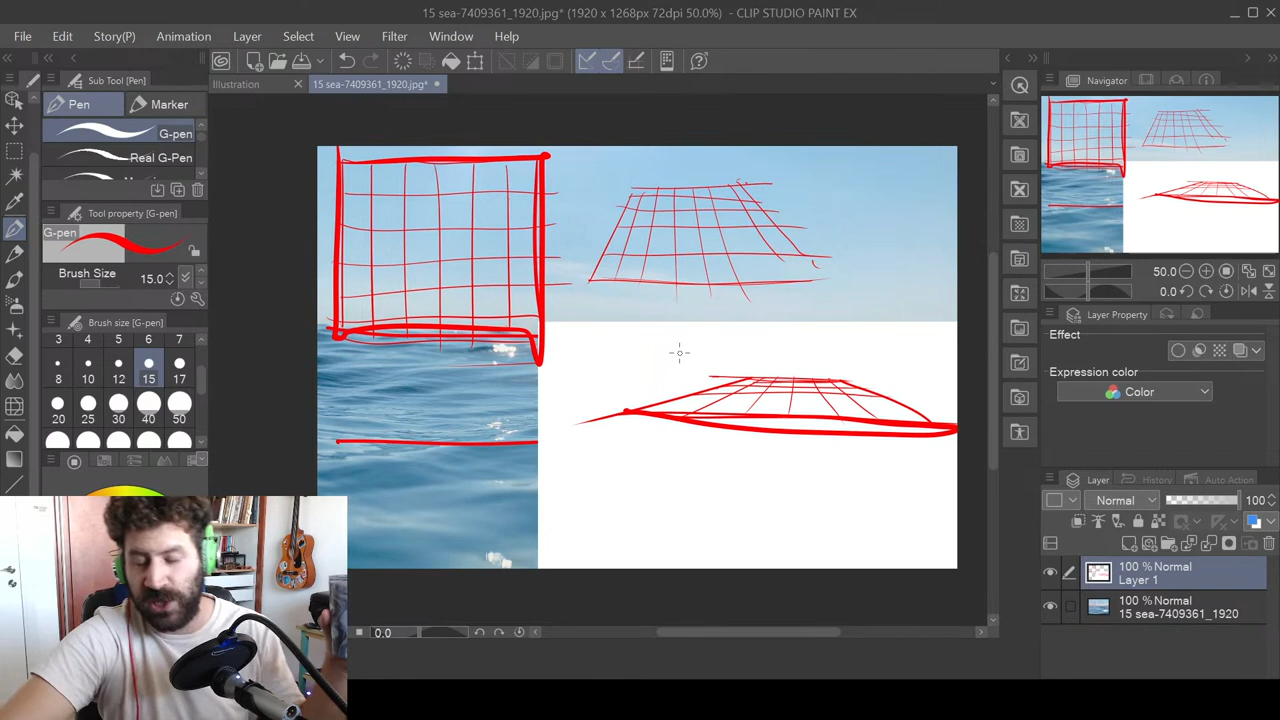 15 sea-7409361_1920.jpg* (1920 x 1268px 72dpi 50.0%) - CLIP STUDIO PAINT EX
File Edit Story(P) Animation Layer Select View Filter Window Help
Sub Tool [Pen]
Illustration
15 sea-7409361_1920.jpg*
Navigator
Pen
Marker
G-pen
Real G-Pen
Tool property [G-pen]
G-pen
Brush Size 15.0
Brush size [G-pen]
3 4 5 6 7
8 10 12 15 17
20 25 30 40 50
50.0
0.0
Layer Property
Effect
Expression color
Color
Layer History Auto Action
Normal 100
100 % Normal
Layer 1
100 % Normal
15 sea-7409361_1920
0.0